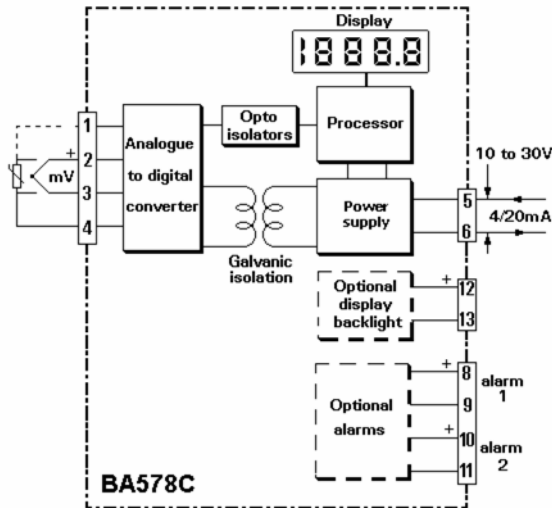 Display
18888.8
Opto
isolators
Processor
Analogue
to digital
converter
1
2
3
4
+
mV
Galvanic
isolation
Power
supply
10 to 30V
5
6
4/20mA
Optional
display
backlight
+
12
13
Optional
alarms
+
8
9
+
10
11
alarm
1
alarm
2
BA578C